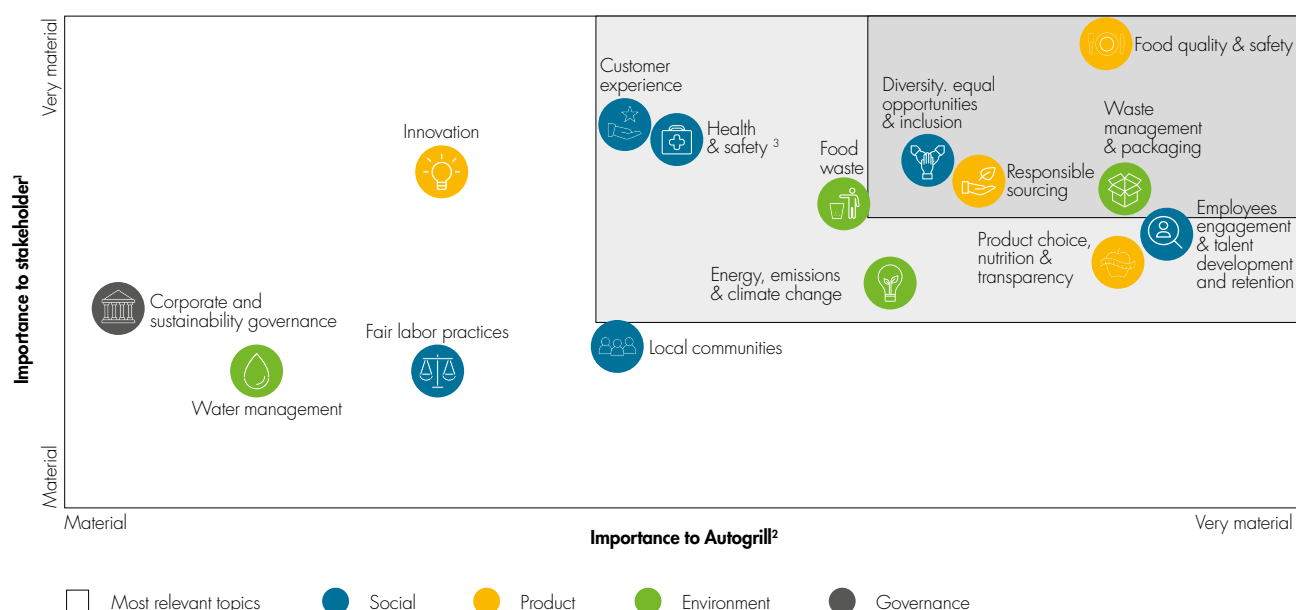 Very material
Importance to stakeholder¹
Material
Food quality & safety
Customer
experience
Diversity. equal
opportunities
& inclusion
Waste
management
& packaging
Innovation
Health
& safety ³
Food
waste
Responsible
sourcing
Employees
engagement
& talent
development
and retention
Product choice,
nutrition &
transparency
Energy, emissions
& climate change
Corporate and
sustainability governance
Fair labor practices
Local communities
Water management
Material
Very material
Importance to Autogrill²
Most relevant topics
Social
Product
Environment
Governance